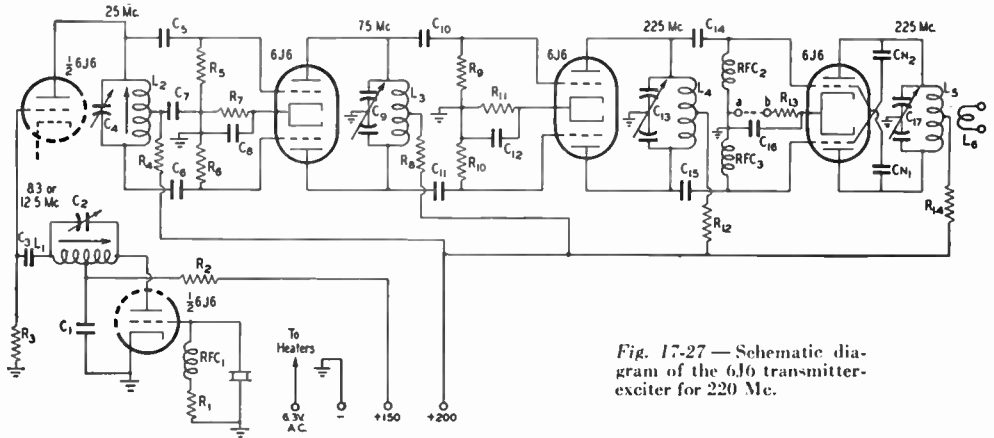 25 Mc.
C5
½ 6J6
L2
C4
C7
R5
R7
C8
R4
R6
C6
6J6
75 Mc
C10
L3
C9
R9
R11
C12
R8
R10
C11
6J6
225 Mc.
C14
L4
C13
RFC2
a
b
R13
C16
RFC3
C15
R12
6J6
CN2
225 Mc.
L5
C17
L6
CN1
R14
8.3 or
12.5 Mc
C2
C3
L1
R2
½ 6J6
C1
R3
RFC1
R1
To
Heaters
6.3V.
A.C.
-
+150
+200
Fig. 17-27 — Schematic dia-
gram of the 6J6 transmitter-
exciter for 220 Mc.